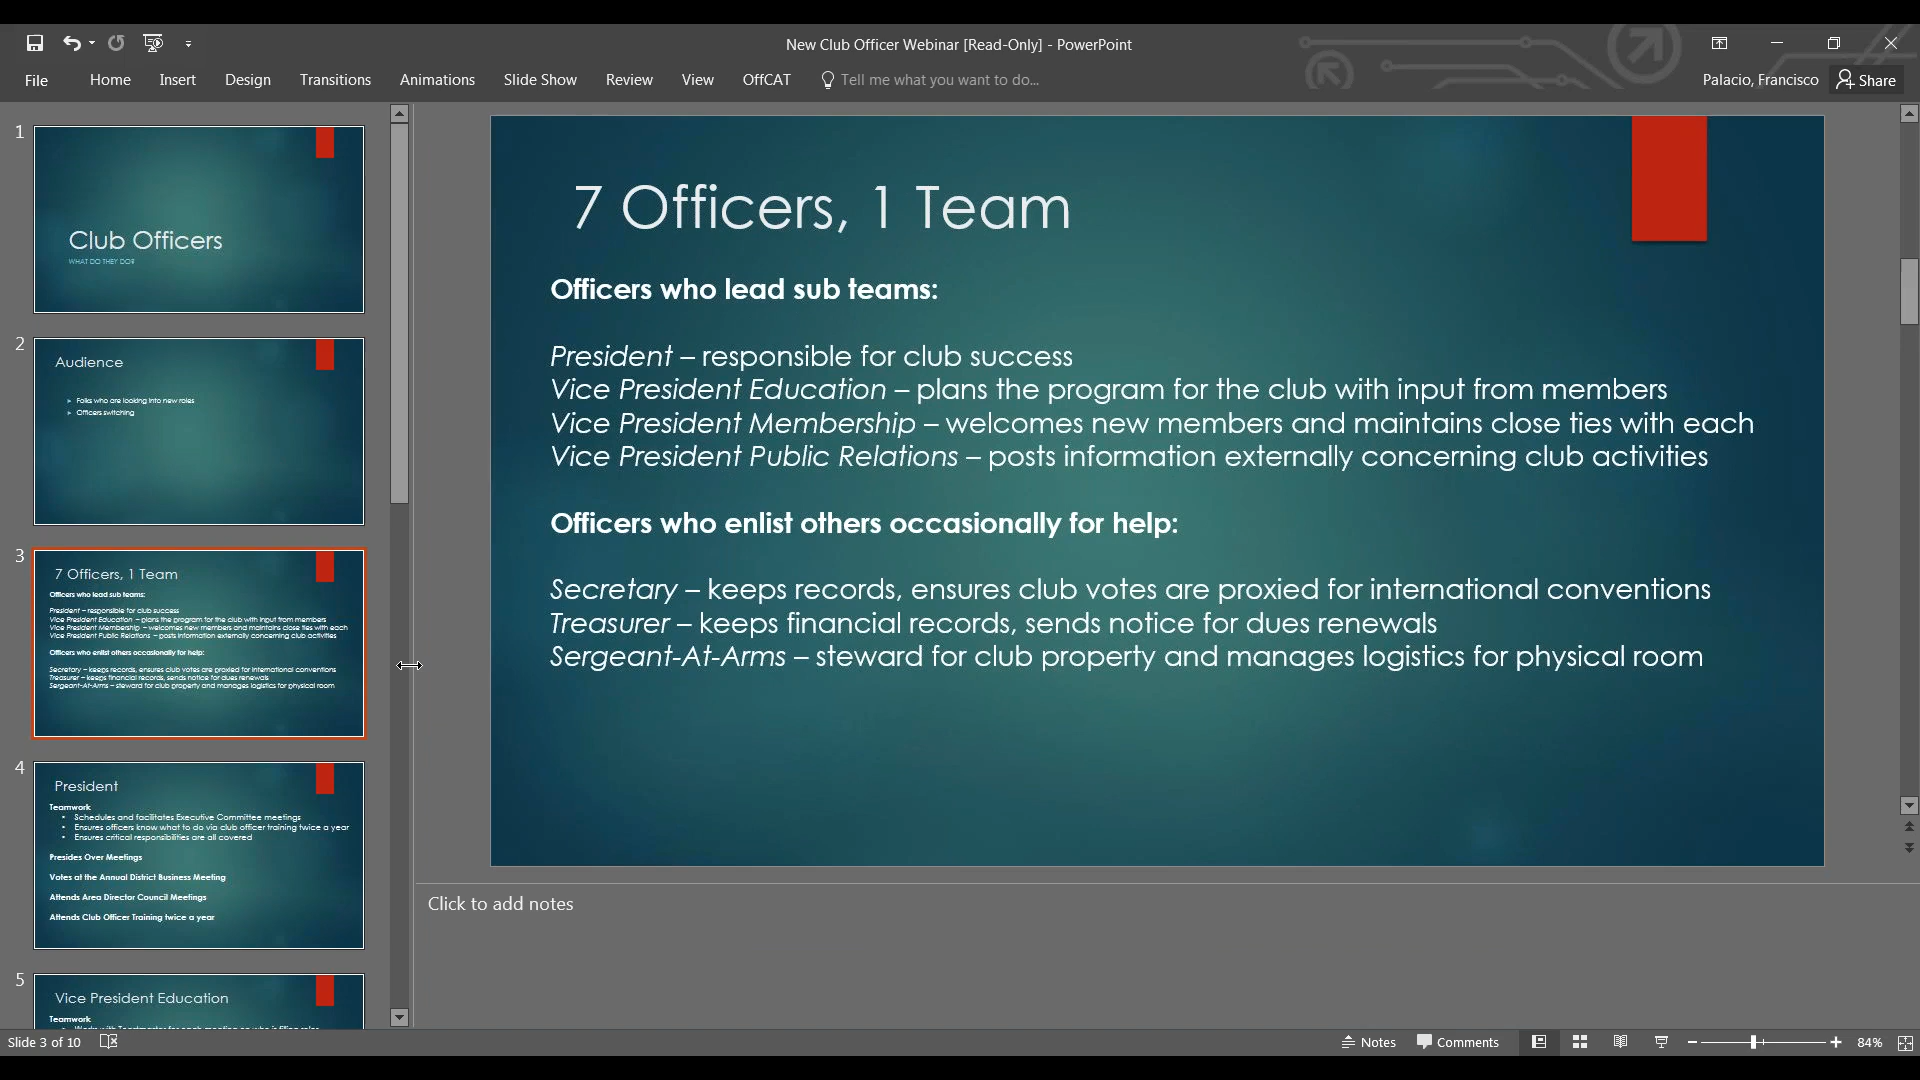 New Club Officer Webinar [Read-Only] - PowerPoint
File Home Insert Design Transitions Animations Slide Show Review View OffCAT Tell me what you want to do... Palacio, Francisco Share
1
Club Officers
WHAT DO THEY DO?
2
Audience
Folks who are looking into new roles
Officers switching
3
7 Officers, 1 Team
Officers who lead sub teams:
President – responsible for club success
Vice President Education – plans the program for the club with input from members
Vice President Membership – welcomes new members and maintains close ties with each
Vice President Public Relations – posts information externally concerning club activities
Officers who enlist others occasionally for help:
Secretary – keeps records, ensures club votes are proxied for international conventions
Treasurer – keeps financial records, sends notice for dues renewals
Sergeant-At-Arms – steward for club property and manages logistics for physical room
4
President
Teamwork
• Schedules and facilitates Executive Committee meetings
• Ensures officers know what to do via club officer training twice a year
• Ensures critical responsibilities are all covered
Presides Over Meetings
Votes at the Annual District Business Meeting
Attends Area Director Council Meetings
Attends Club Officer Training twice a year
5
Vice President Education
Teamwork
7 Officers, 1 Team
Officers who lead sub teams:
President – responsible for club success
Vice President Education – plans the program for the club with input from members
Vice President Membership – welcomes new members and maintains close ties with each
Vice President Public Relations – posts information externally concerning club activities
Officers who enlist others occasionally for help:
Secretary – keeps records, ensures club votes are proxied for international conventions
Treasurer – keeps financial records, sends notice for dues renewals
Sergeant-At-Arms – steward for club property and manages logistics for physical room
Click to add notes
Slide 3 of 10 Notes Comments 84%